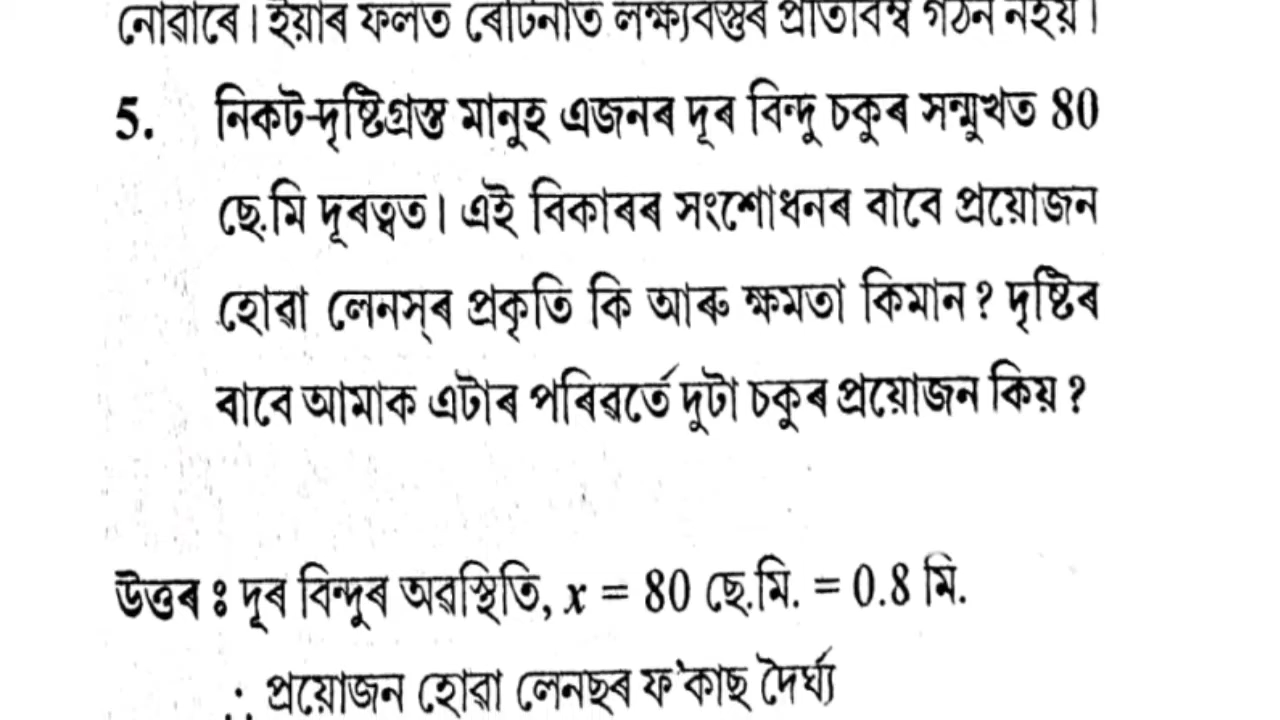 নোৱাৰে। ইয়াৰ ফলত ৰেটিনাত লক্ষ্যবস্তুৰ প্ৰতিবিম্ব গঠন নহয়।
5. নিকট-দৃষ্টিগ্ৰস্ত মানুহ এজনৰ দূৰ বিন্দু চকুৰ সন্মুখত 80
ছে.মি দূৰত্বত। এই বিকাৰৰ সংশোধনৰ বাবে প্ৰয়োজন
হোৱা লেনস্‌ৰ প্ৰকৃতি কি আৰু ক্ষমতা কিমান ? দৃষ্টিৰ
বাবে আমাক এটাৰ পৰিৱৰ্তে দুটা চকুৰ প্ৰয়োজন কিয় ?
উত্তৰ ঃ দূৰ বিন্দুৰ অৱস্থিতি, x = 80 ছে.মি. = 0.8 মি.
∴ প্ৰয়োজন হোৱা লেনছৰ ফ'কাছ দৈৰ্ঘ্য